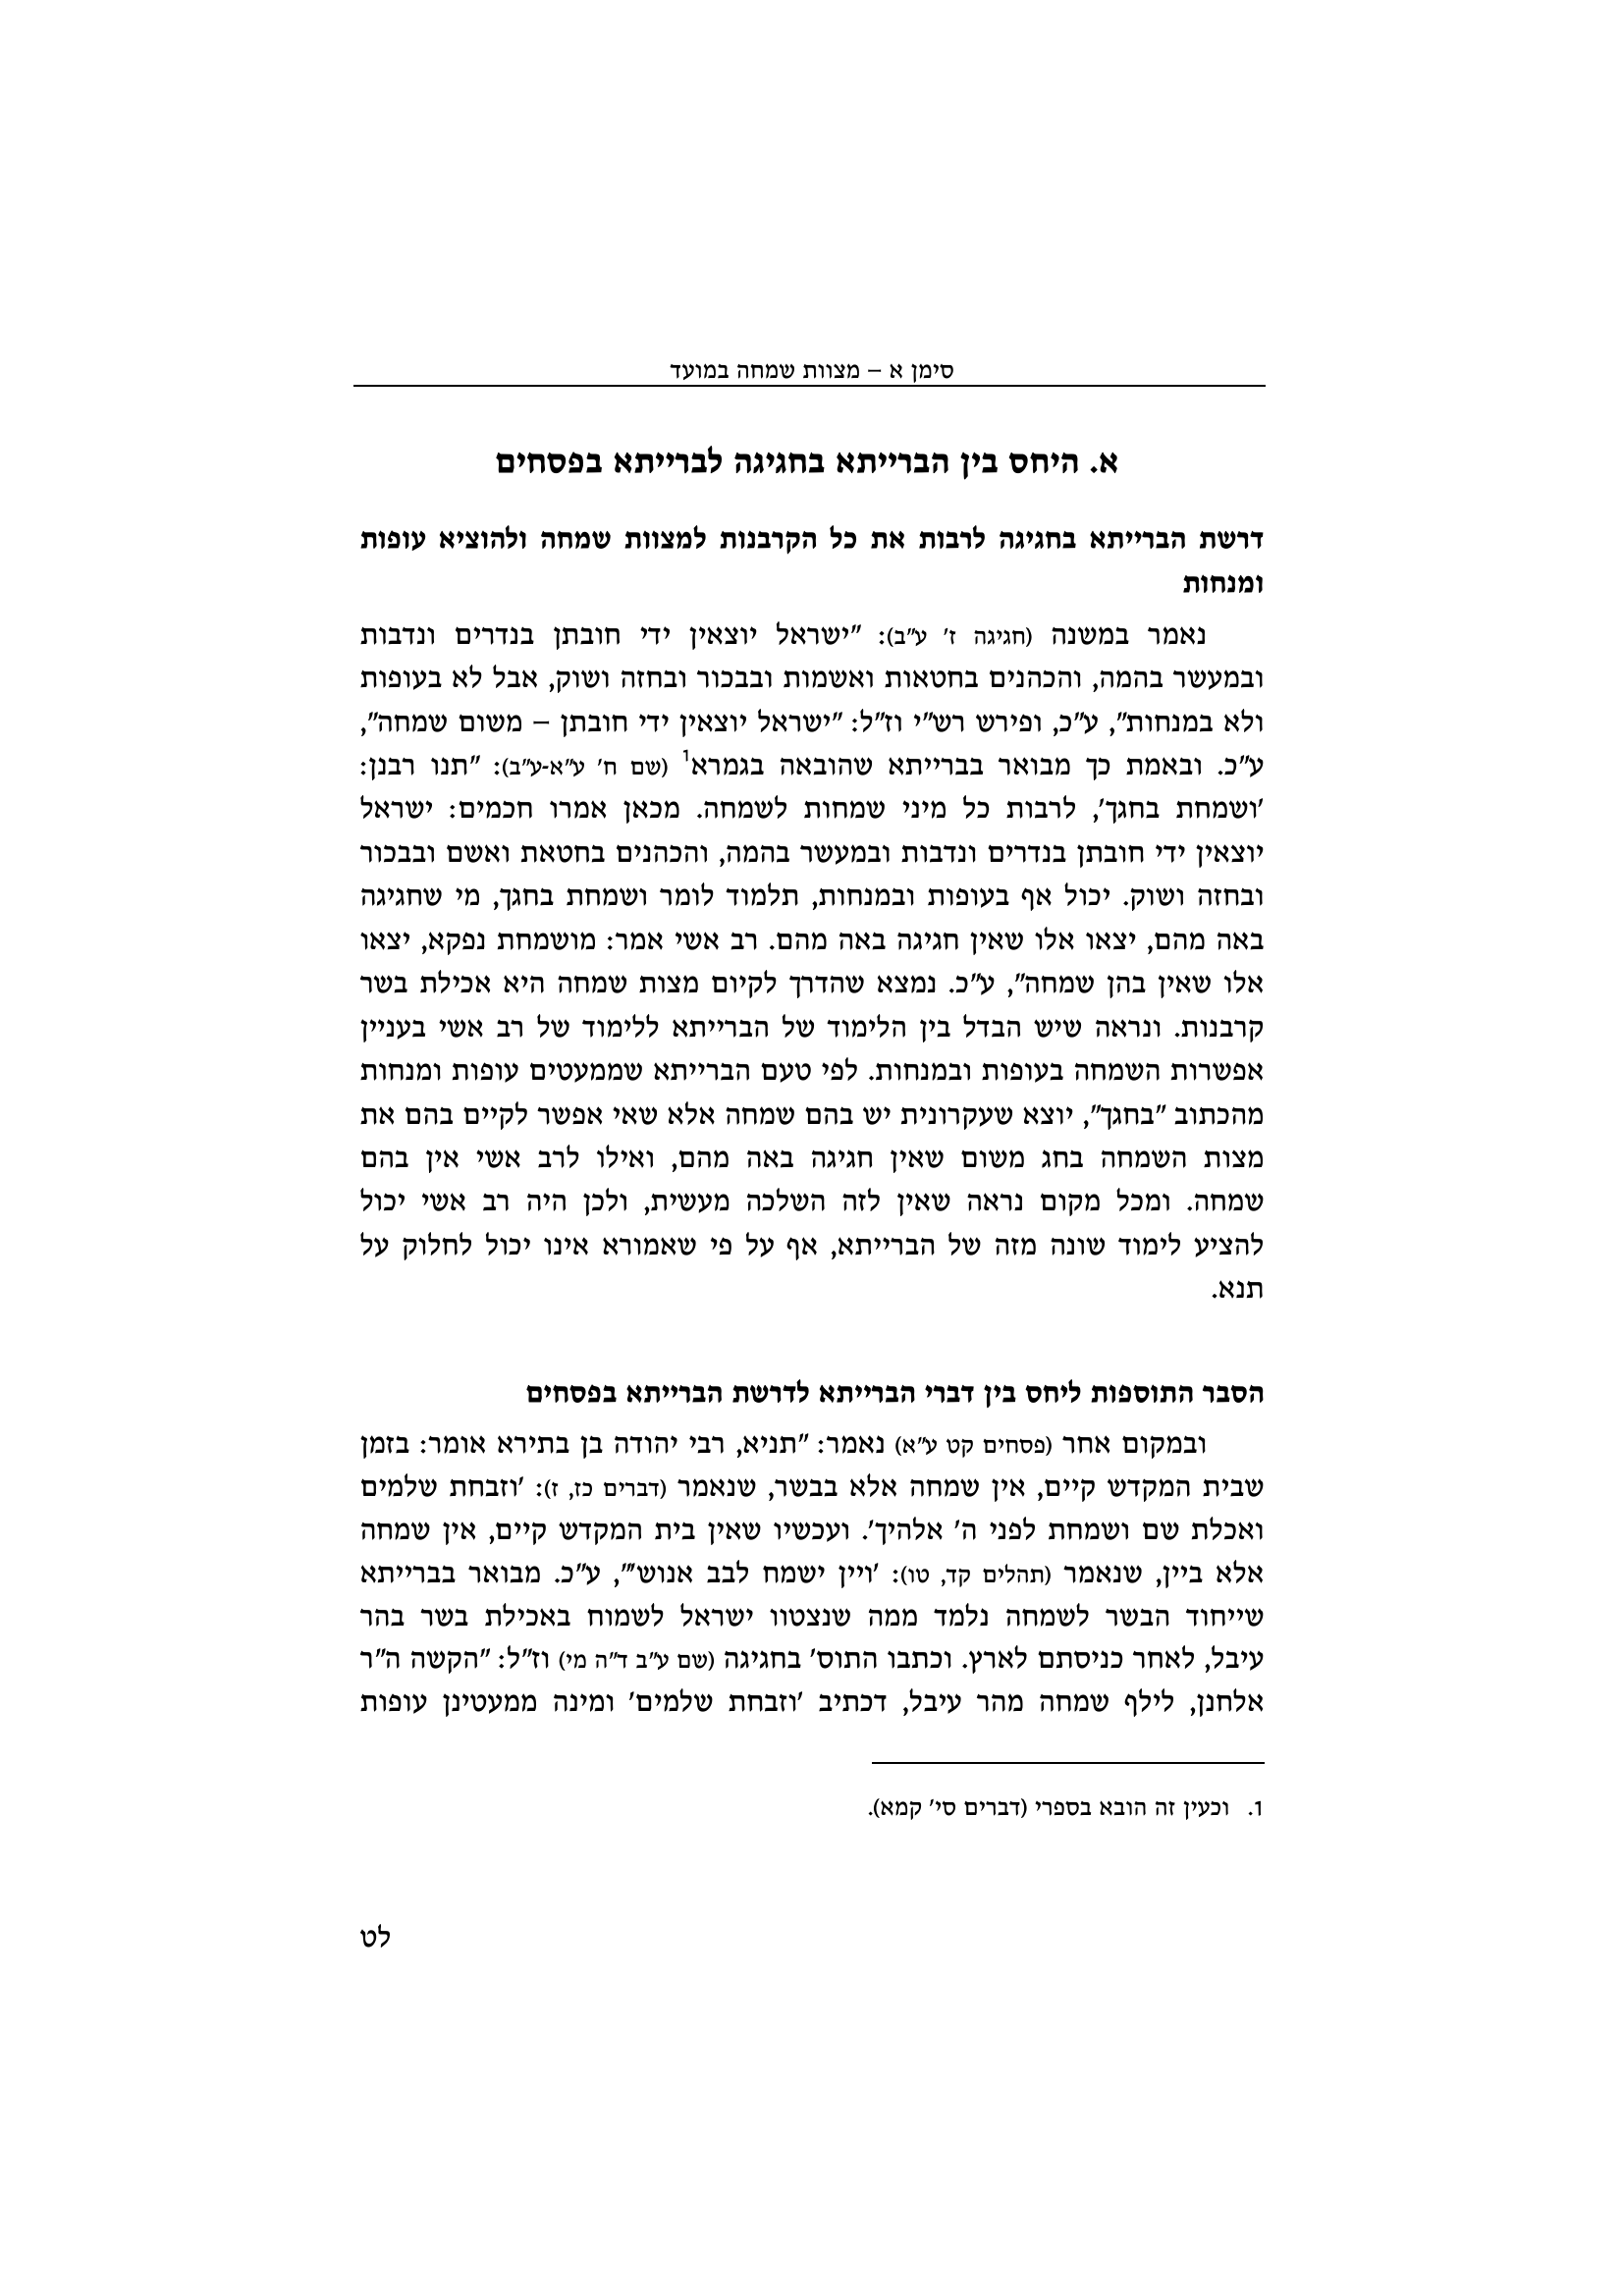 סימן א – מצוות שמחה במועד
א. היחס בין הברייתא בחגיגה לברייתא בפסחים
דרשת הברייתא בחגיגה לרבות את כל הקרבנות למצוות שמחה ולהוציא עופות
ומנחות
נאמר במשנה (חגיגה ז' ע"ב): "ישראל יוצאין ידי חובתן בנדרים ונדבות
ובמעשר בהמה, והכהנים בחטאות ואשמות ובבכור ובחזה ושוק, אבל לא בעופות
ולא במנחות", ע"כ, ופירש רש"י וז"ל: "ישראל יוצאין ידי חובתן – משום שמחה",
ע"כ. ובאמת כך מבואר בברייתא שהובאה בגמרא1 (שם ח' ע"א-ע"ב): "תנו רבנן:
'ושמחת בחגך', לרבות כל מיני שמחות לשמחה. מכאן אמרו חכמים: ישראל
יוצאין ידי חובתן בנדרים ונדבות ובמעשר בהמה, והכהנים בחטאת ואשם ובבכור
ובחזה ושוק. יכול אף בעופות ובמנחות, תלמוד לומר ושמחת בחגך, מי שחגיגה
באה מהם, יצאו אלו שאין חגיגה באה מהם. רב אשי אמר: מושמחת נפקא, יצאו
אלו שאין בהן שמחה", ע"כ. נמצא שהדרך לקיום מצות שמחה היא אכילת בשר
קרבנות. ונראה שיש הבדל בין הלימוד של הברייתא ללימוד של רב אשי בעניין
אפשרות השמחה בעופות ובמנחות. לפי טעם הברייתא שממעטים עופות ומנחות
מהכתוב "בחגך", יוצא שעקרונית יש בהם שמחה אלא שאי אפשר לקיים בהם את
מצות השמחה בחג משום שאין חגיגה באה מהם, ואילו לרב אשי אין בהם
שמחה. ומכל מקום נראה שאין לזה השלכה מעשית, ולכן היה רב אשי יכול
להציע לימוד שונה מזה של הברייתא, אף על פי שאמורא אינו יכול לחלוק על
תנא.
הסבר התוספות ליחס בין דברי הברייתא לדרשת הברייתא בפסחים
ובמקום אחר (פסחים קט ע"א) נאמר: "תניא, רבי יהודה בן בתירא אומר: בזמן
שבית המקדש קיים, אין שמחה אלא בבשר, שנאמר (דברים כז, ז): 'וזבחת שלמים
ואכלת שם ושמחת לפני ה' אלהיך'. ועכשיו שאין בית המקדש קיים, אין שמחה
אלא ביין, שנאמר (תהלים קד, טו): 'ויין ישמח לבב אנוש'", ע"כ. מבואר בברייתא
שייחוד הבשר לשמחה נלמד ממה שנצטוו ישראל לשמוח באכילת בשר בהר
עיבל, לאחר כניסתם לארץ. וכתבו התוס' בחגיגה (שם ע"ב ד"ה מי) וז"ל: "הקשה ה"ר
אלחנן, לילף שמחה מהר עיבל, דכתיב 'וזבחת שלמים' ומינה ממעטינן עופות
1. וכעין זה הובא בספרי (דברים סי' קמא).
לט